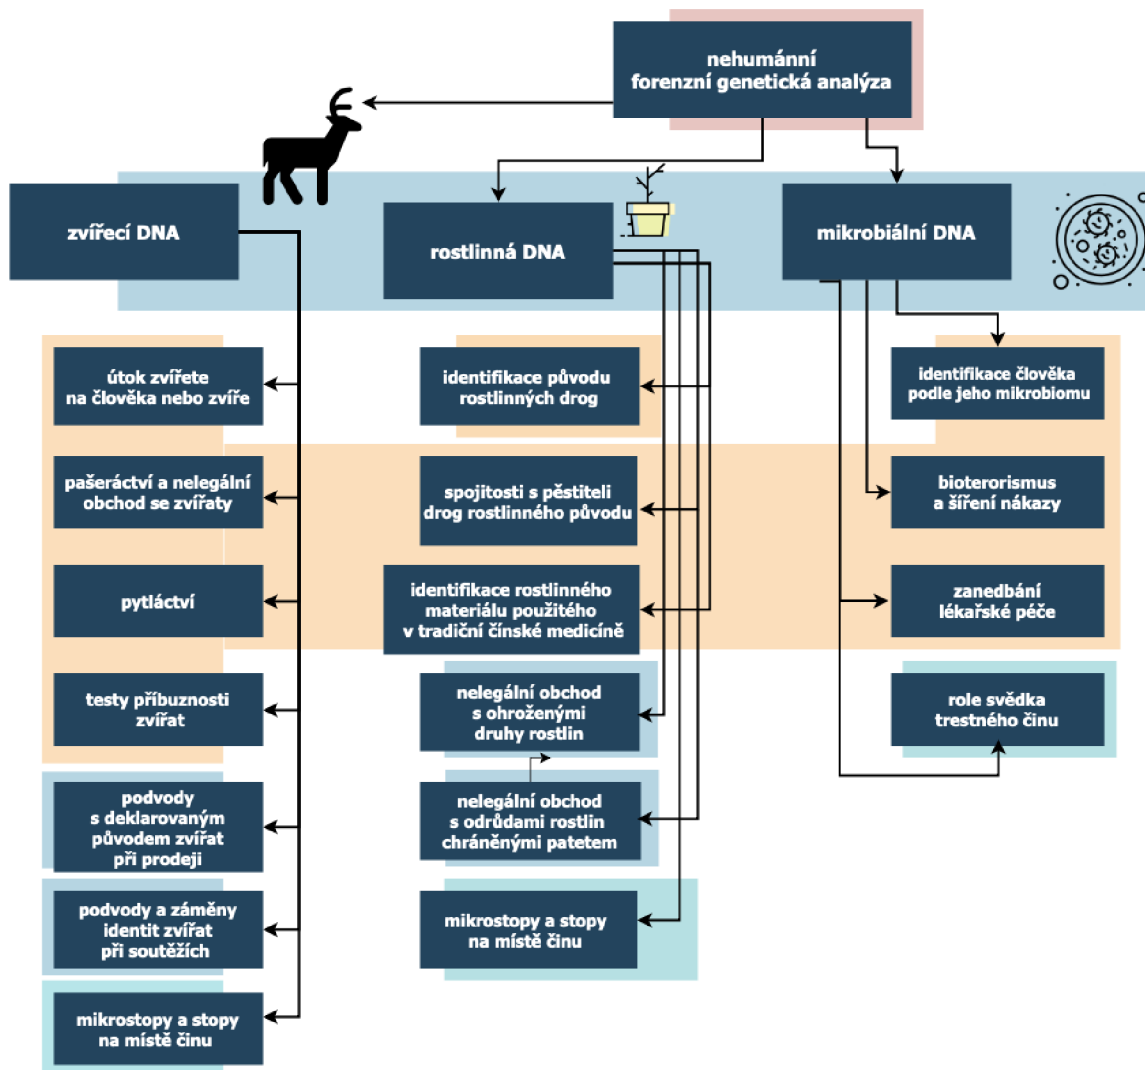 nehumánní
forenzní genetická analýza
zvířecí DNA
rostlinná DNA
mikrobiální DNA
útok zvířete
na člověka nebo zvíře
pašeráctví a nelegální
obchod se zvířaty
pytláctví
testy příbuznosti
zvířat
podvody
s deklarovaným
původem zvířat
při prodeji
podvody a záměny
identit zvířat
při soutěžích
mikrostopy a stopy
na místě činu
identifikace původu
rostlinných drog
spojitosti s pěstiteli
drog rostlinného původu
identifikace rostlinného
materiálu použitého
v tradiční čínské medicíně
nelegální obchod
s ohroženými
druhy rostlin
nelegální obchod
s odrůdami rostlin
chráněnými patetem
mikrostopy a stopy
na místě činu
identifikace člověka
podle jeho mikrobiomu
bioterorismus
a šíření nákazy
zanedbání
lékařské péče
role svědka
trestného činu